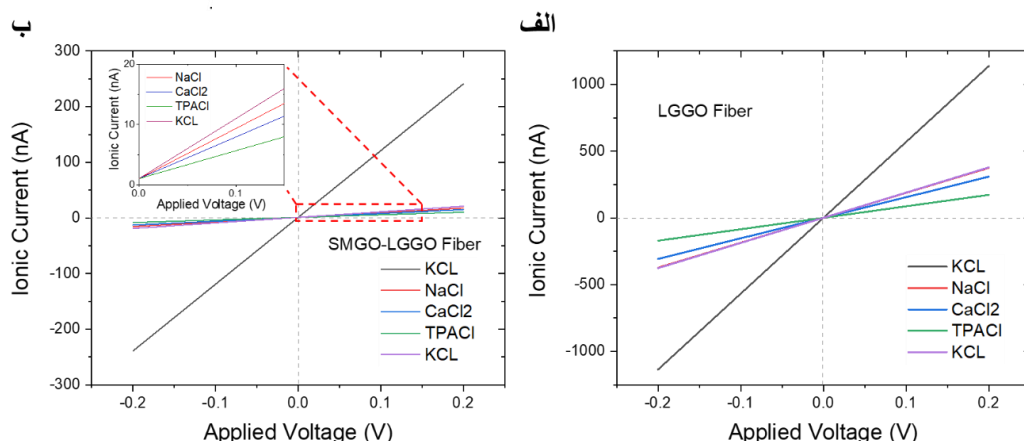 ب
300
200
100
0
-100
-200
-300
Ionic Current (nA)
-0.2
-0.1
0.0
0.1
0.2
Applied Voltage (V)
20
10
0
Ionic Current (nA)
0.0
0.1
Applied Voltage (V)
NaCl
CaCl2
TPACl
KCL
SMGO-LGGO Fiber
KCL
NaCl
CaCl2
TPACl
KCL
الف
1000
500
0
-500
-1000
Ionic Current (nA)
-0.2
-0.1
0.0
0.1
0.2
Applied Voltage (V)
LGGO Fiber
KCL
NaCl
CaCl2
TPACl
KCL